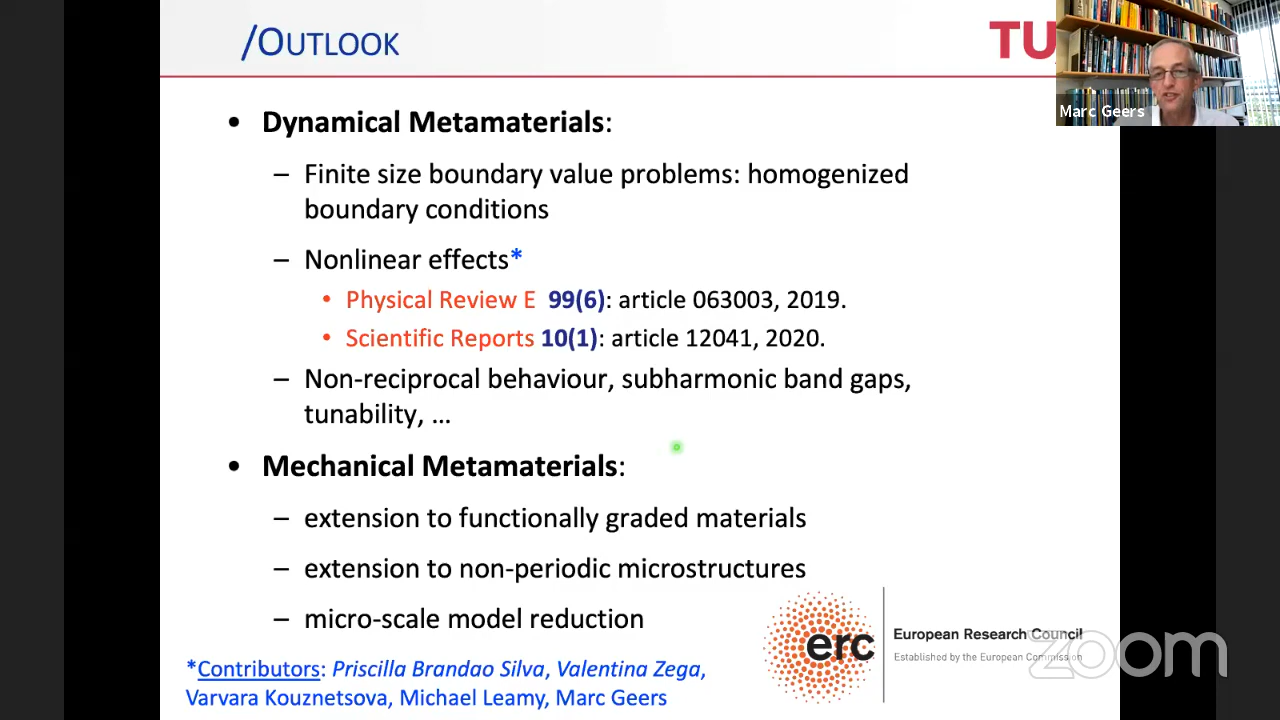 /OUTLOOK
TU
Marc Geers
• Dynamical Metamaterials:
– Finite size boundary value problems: homogenized
boundary conditions
– Nonlinear effects*
• Physical Review E 99(6): article 063003, 2019.
• Scientific Reports 10(1): article 12041, 2020.
– Non-reciprocal behaviour, subharmonic band gaps,
tunability, …
• Mechanical Metamaterials:
– extension to functionally graded materials
– extension to non-periodic microstructures
– micro-scale model reduction
erc
European Research Council
Established by the European Commission
zoom
*Contributors: Priscilla Brandao Silva, Valentina Zega,
Varvara Kouznetsova, Michael Leamy, Marc Geers